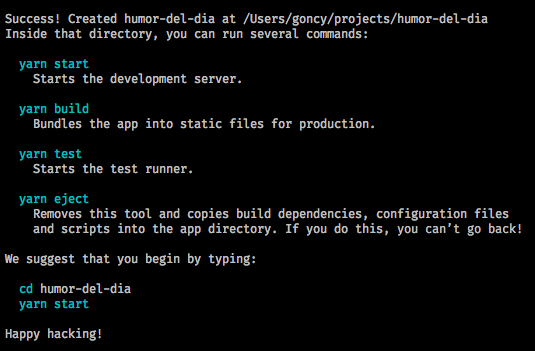 Success! Created humor-del-dia at /Users/goncy/projects/humor-del-dia
Inside that directory, you can run several commands:
yarn start
Starts the development server.
yarn build
Bundles the app into static files for production.
yarn test
Starts the test runner.
yarn eject
Removes this tool and copies build dependencies, configuration files
and scripts into the app directory. If you do this, you can’t go back!
We suggest that you begin by typing:
cd humor-del-dia
yarn start
Happy hacking!